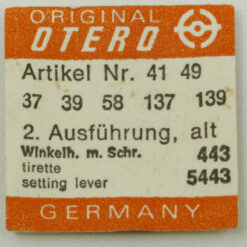 ORIGINAL
OTERO
Artikel Nr. 41 49
37 39 58 137 139
2. Ausführung, alt
Winkelh. m. Schr. 443
tirette
setting lever 5443
GERMANY